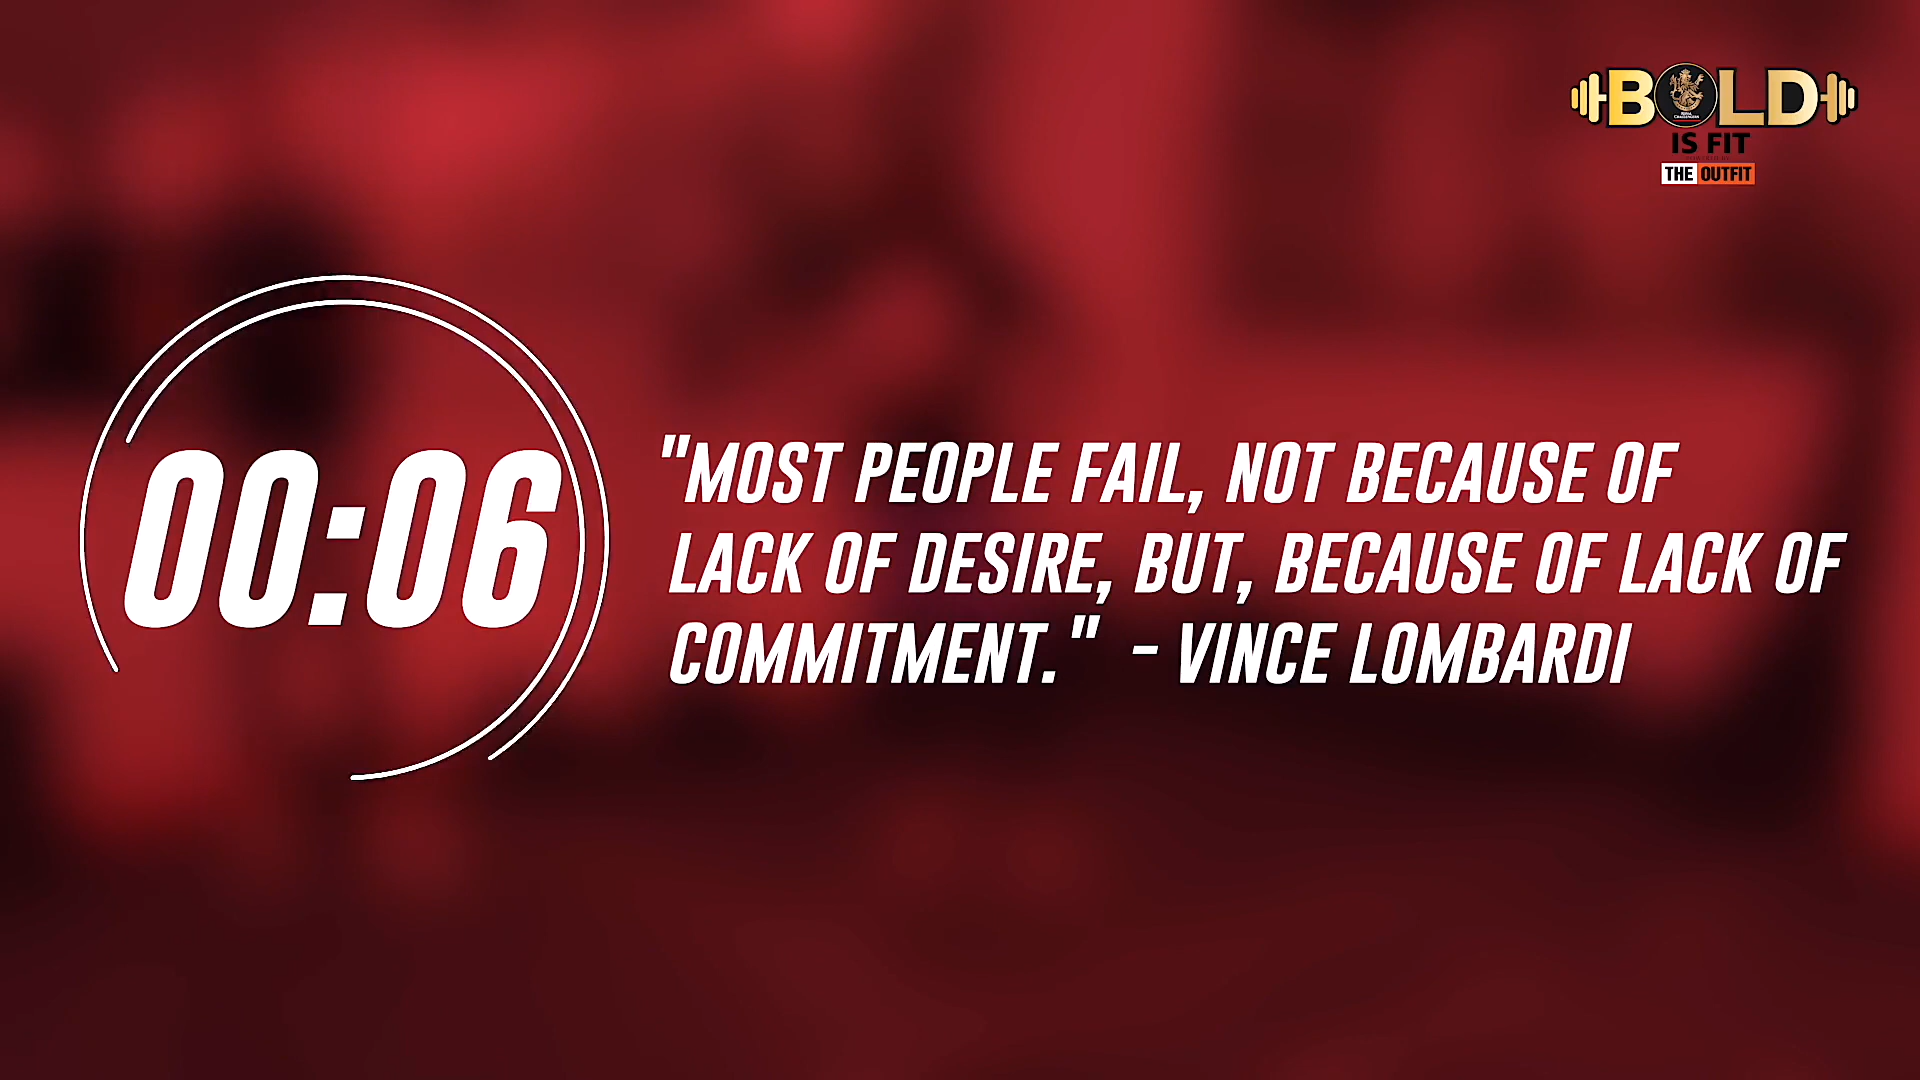 BOLD
IS FIT
THE OUTFIT
00:06
"MOST PEOPLE FAIL, NOT BECAUSE OF
LACK OF DESIRE, BUT, BECAUSE OF LACK OF
COMMITMENT." - VINCE LOMBARDI